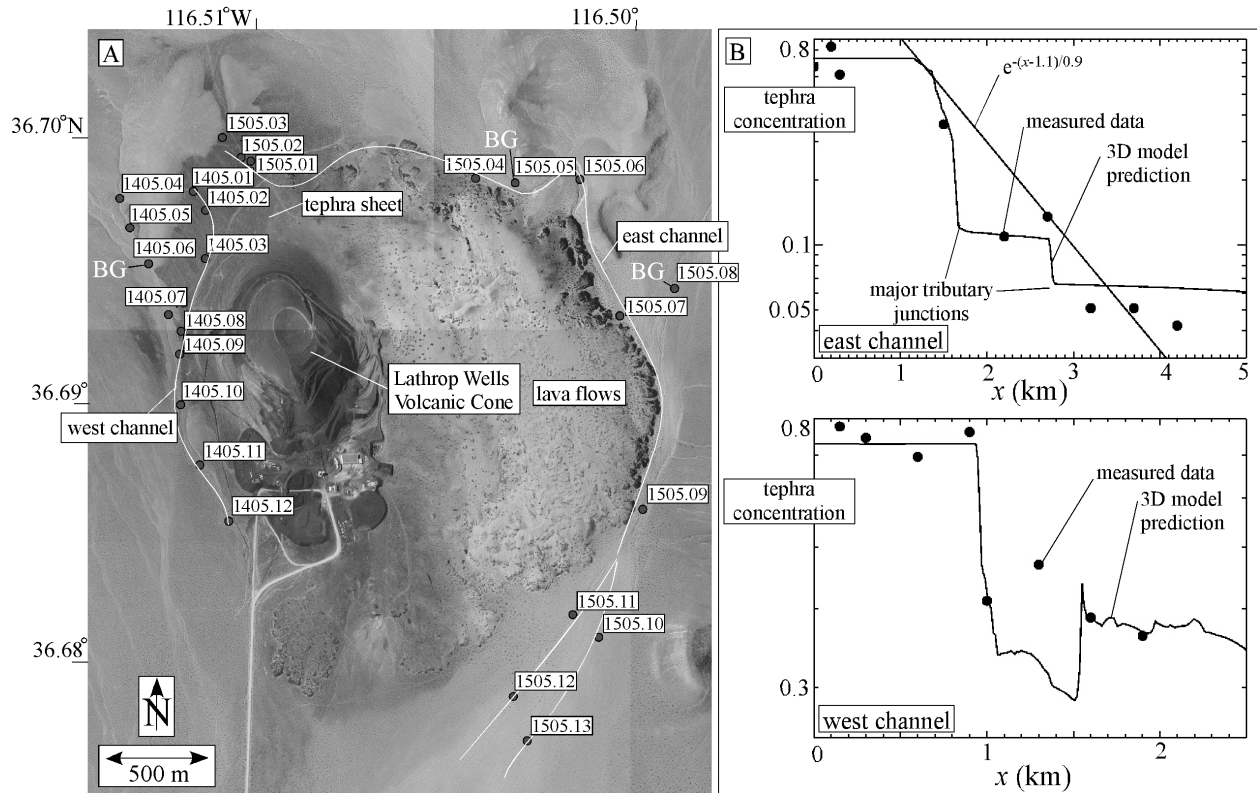 116.51°W
116.50°
A
36.70°N
36.69°
36.68°
1505.03
1505.02
1505.01
1405.04
1405.01
1405.02
1405.05
1405.06
1405.03
BG
1405.07
1405.08
1405.09
1405.10
west channel
1405.11
1405.12
tephra sheet
BG
1505.04
1505.05
1505.06
east channel
BG
1505.08
1505.07
Lathrop Wells
Volcanic Cone
lava flows
1505.09
1505.11
1505.10
1505.12
1505.13
N
500 m
B
0.8
tephra
concentration
e-(x-1.1)/0.9
measured data
3D model
prediction
0.1
major tributary
junctions
0.05
east channel
0
1
2
3
4
5
x (km)
0.8
tephra
concentration
measured data
3D model
prediction
0.3
west channel
0
1
2
x (km)